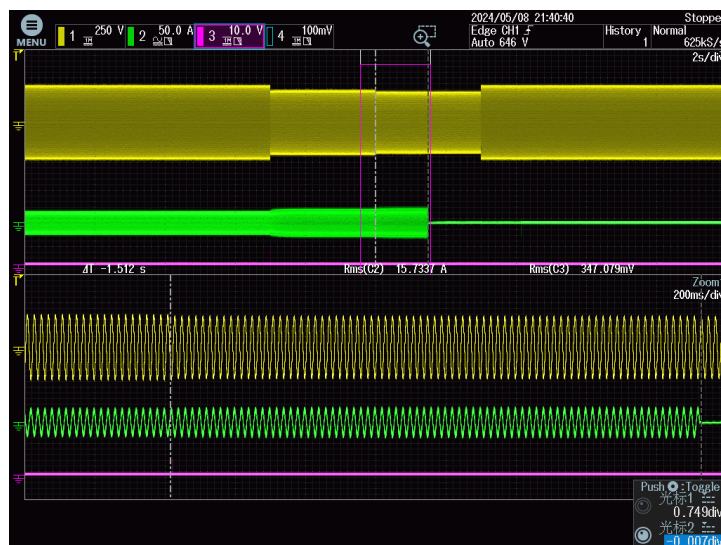 2024/05/08 21:40:40 Stoppe
MENU
1 250 V
2 50.0 A
3 10.0 V
4 100mV
Edge CH1
Auto 646 V
History
1
Normal
625kS/s
2s/div
T
ΔT -1.512 s
Rms(C2) 15.7337 A
Rms(C3) 347.079mV
T
Zoom1
200ms/div
Push :Toggle
光标1
0.749div
光标2
-0.007div